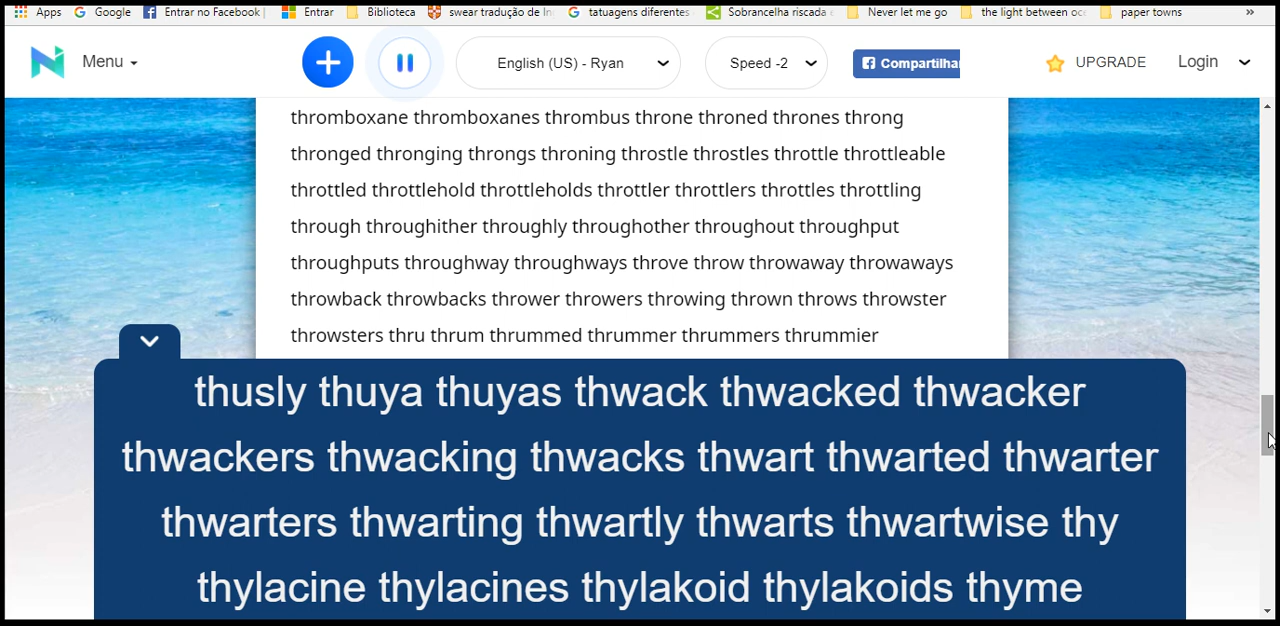 Apps Google Entrar no Facebook Entrar Biblioteca swear tradução de In tatuagens diferentes Sobrancelha riscada Never let me go the light between oce paper towns »
Menu English (US) - Ryan Speed -2 Compartilhar UPGRADE Login
thromboxane thromboxanes thrombus throne throned thrones throng
thronged thronging throngs throning throstle throstles throttle throttleable
throttled throttlehold throttleholds throttler throttlers throttles throttling
through throughither throughly throughother throughout throughput
throughputs throughway throughways throve throw throwaway throwaways
throwback throwbacks thrower throwers throwing thrown throws throwster
throwsters thru thrum thrummed thrummer thrummers thrummier
thusly thuya thuyas thwack thwacked thwacker
thwackers thwacking thwacks thwart thwarted thwarter
thwarters thwarting thwartly thwarts thwartwise thy
thylacine thylacines thylakoid thylakoids thyme